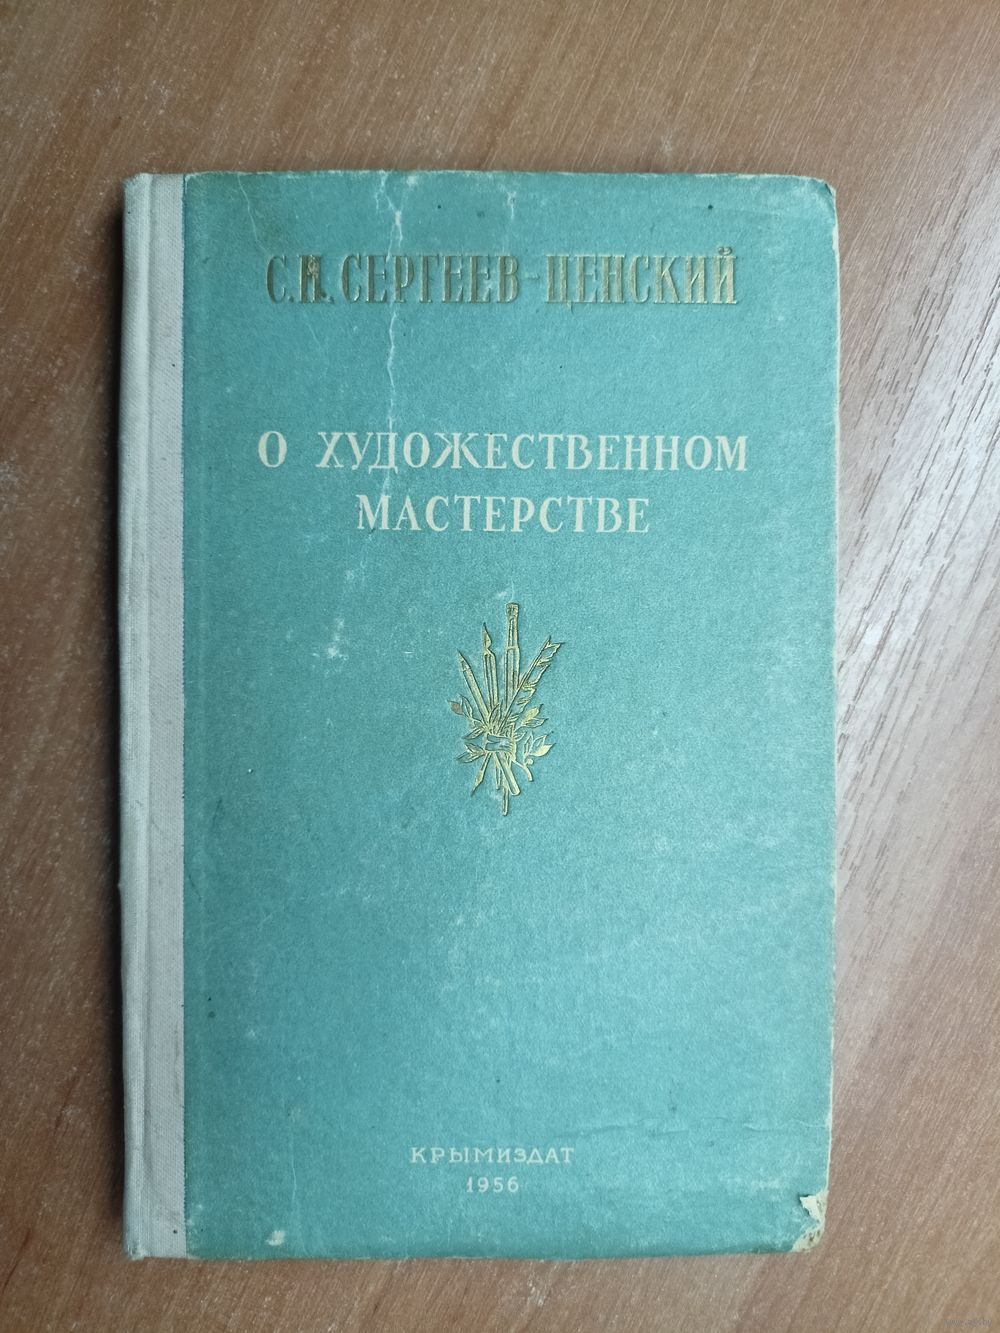 С.Н. СЕРГЕЕВ-ЦЕНСКИЙ
О ХУДОЖЕСТВЕННОМ
МАСТЕРСТВЕ
КРЫМИЗДАТ
1956